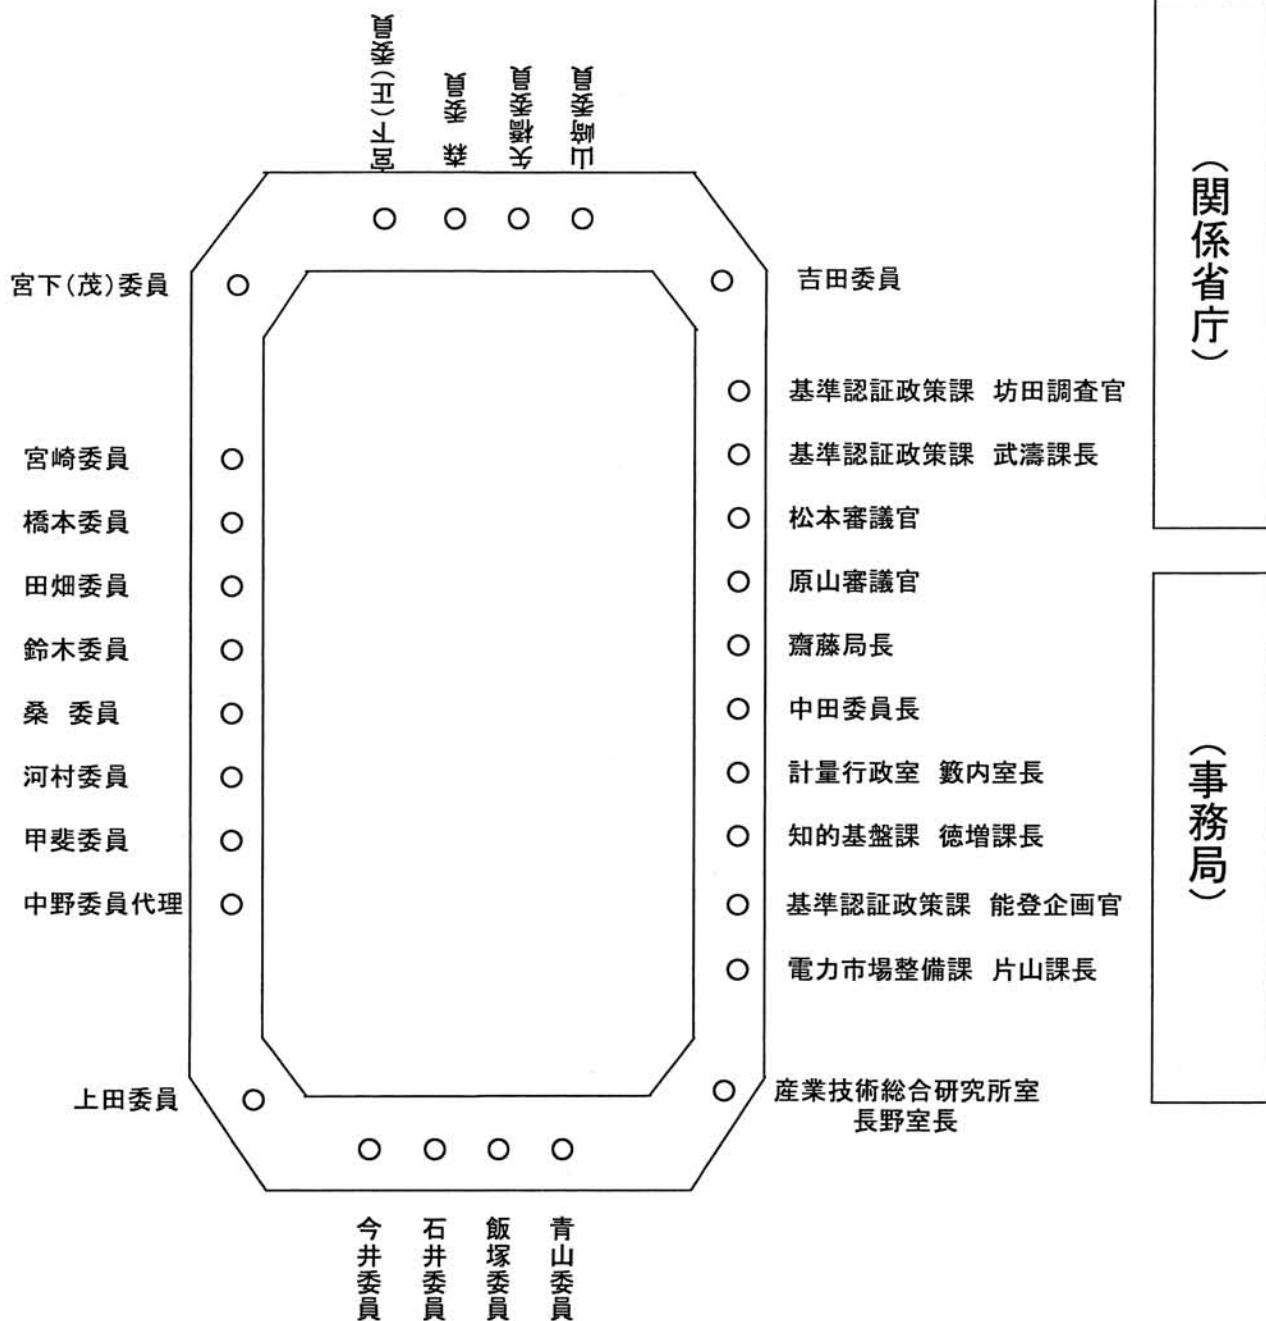 宮下(正)委員
森 委員
矢橋委員
山崎委員
宮下(茂)委員
吉田委員
基準認証政策課 坊田調査官
宮崎委員
基準認証政策課 武濤課長
橋本委員
松本審議官
田畑委員
原山審議官
鈴木委員
齋藤局長
桑 委員
中田委員長
河村委員
計量行政室 籔内室長
甲斐委員
知的基盤課 徳増課長
中野委員代理
基準認証政策課 能登企画官
電力市場整備課 片山課長
上田委員
産業技術総合研究所室
長野室長
今井委員
石井委員
飯塚委員
青山委員
(関係省庁)
(事務局)